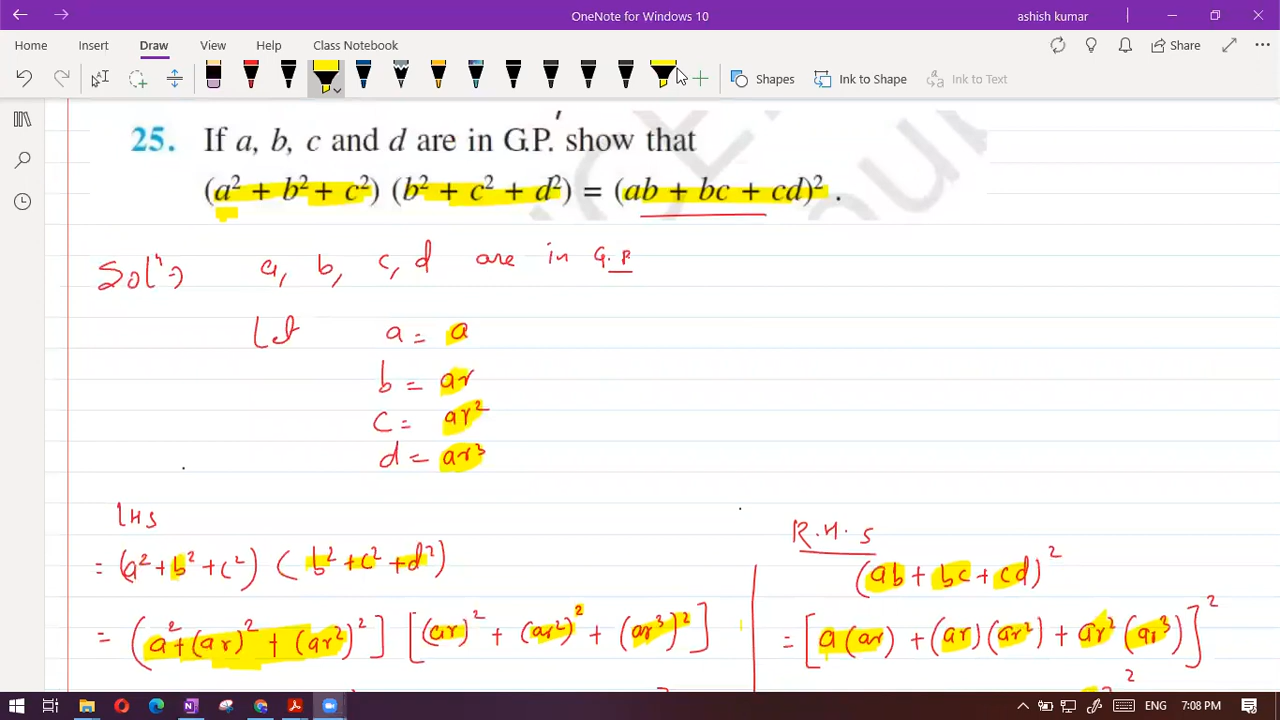 OneNote for Windows 10
ashish kumar
Home Insert Draw View Help Class Notebook
Share
Shapes Ink to Shape Ink to Text
25. If a, b, c and d are in G.P. show that
(a² + b² + c²) (b² + c² + d²) = (ab + bc + cd)² .
Solⁿ⇒ a, b, c, d are in G.P
Let a = a
b = ar
c = ar²
d = ar³
LHS
= (a² + b² + c²) ( b² + c² + d²)
= (a² + (ar)² + (ar²)²] [(ar)² + (ar²)² + (ar³)²]
R.H.S
(ab + bc + cd)²
= [a(ar) + (ar)(ar²) + ar²(ar³)]²
ENG 7:08 PM